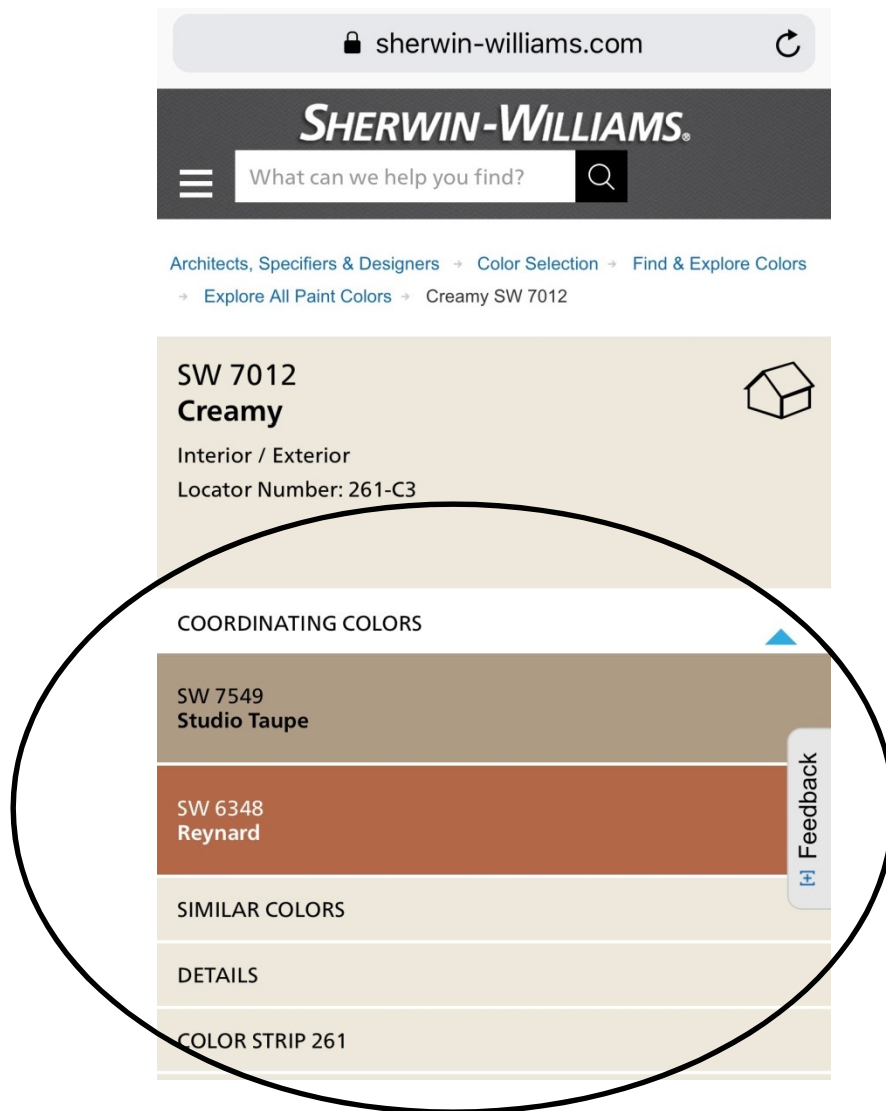 sherwin-williams.com
SHERWIN-WILLIAMS®
What can we help you find?
Architects, Specifiers & Designers → Color Selection → Find & Explore Colors
→ Explore All Paint Colors → Creamy SW 7012
SW 7012
Creamy
Interior / Exterior
Locator Number: 261-C3
COORDINATING COLORS
SW 7549
Studio Taupe
SW 6348
Reynard
[+] Feedback
SIMILAR COLORS
DETAILS
COLOR STRIP 261